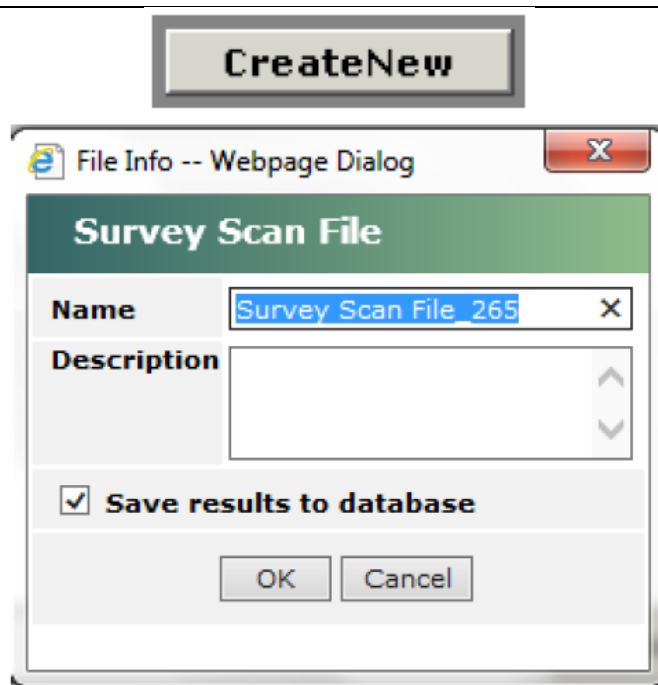 CreateNew
File Info -- Webpage Dialog
Survey Scan File
Name Survey Scan File_265
Description
Save results to database
OK Cancel